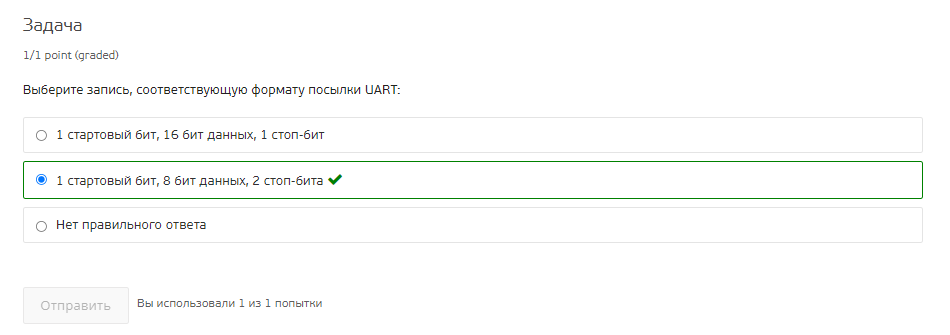 Задача
1/1 point (graded)
Выберите запись, соответствующую формату посылки UART:
1 стартовый бит, 16 бит данных, 1 стоп-бит
1 стартовый бит, 8 бит данных, 2 стоп-бита
Нет правильного ответа
Отправить Вы использовали 1 из 1 попытки